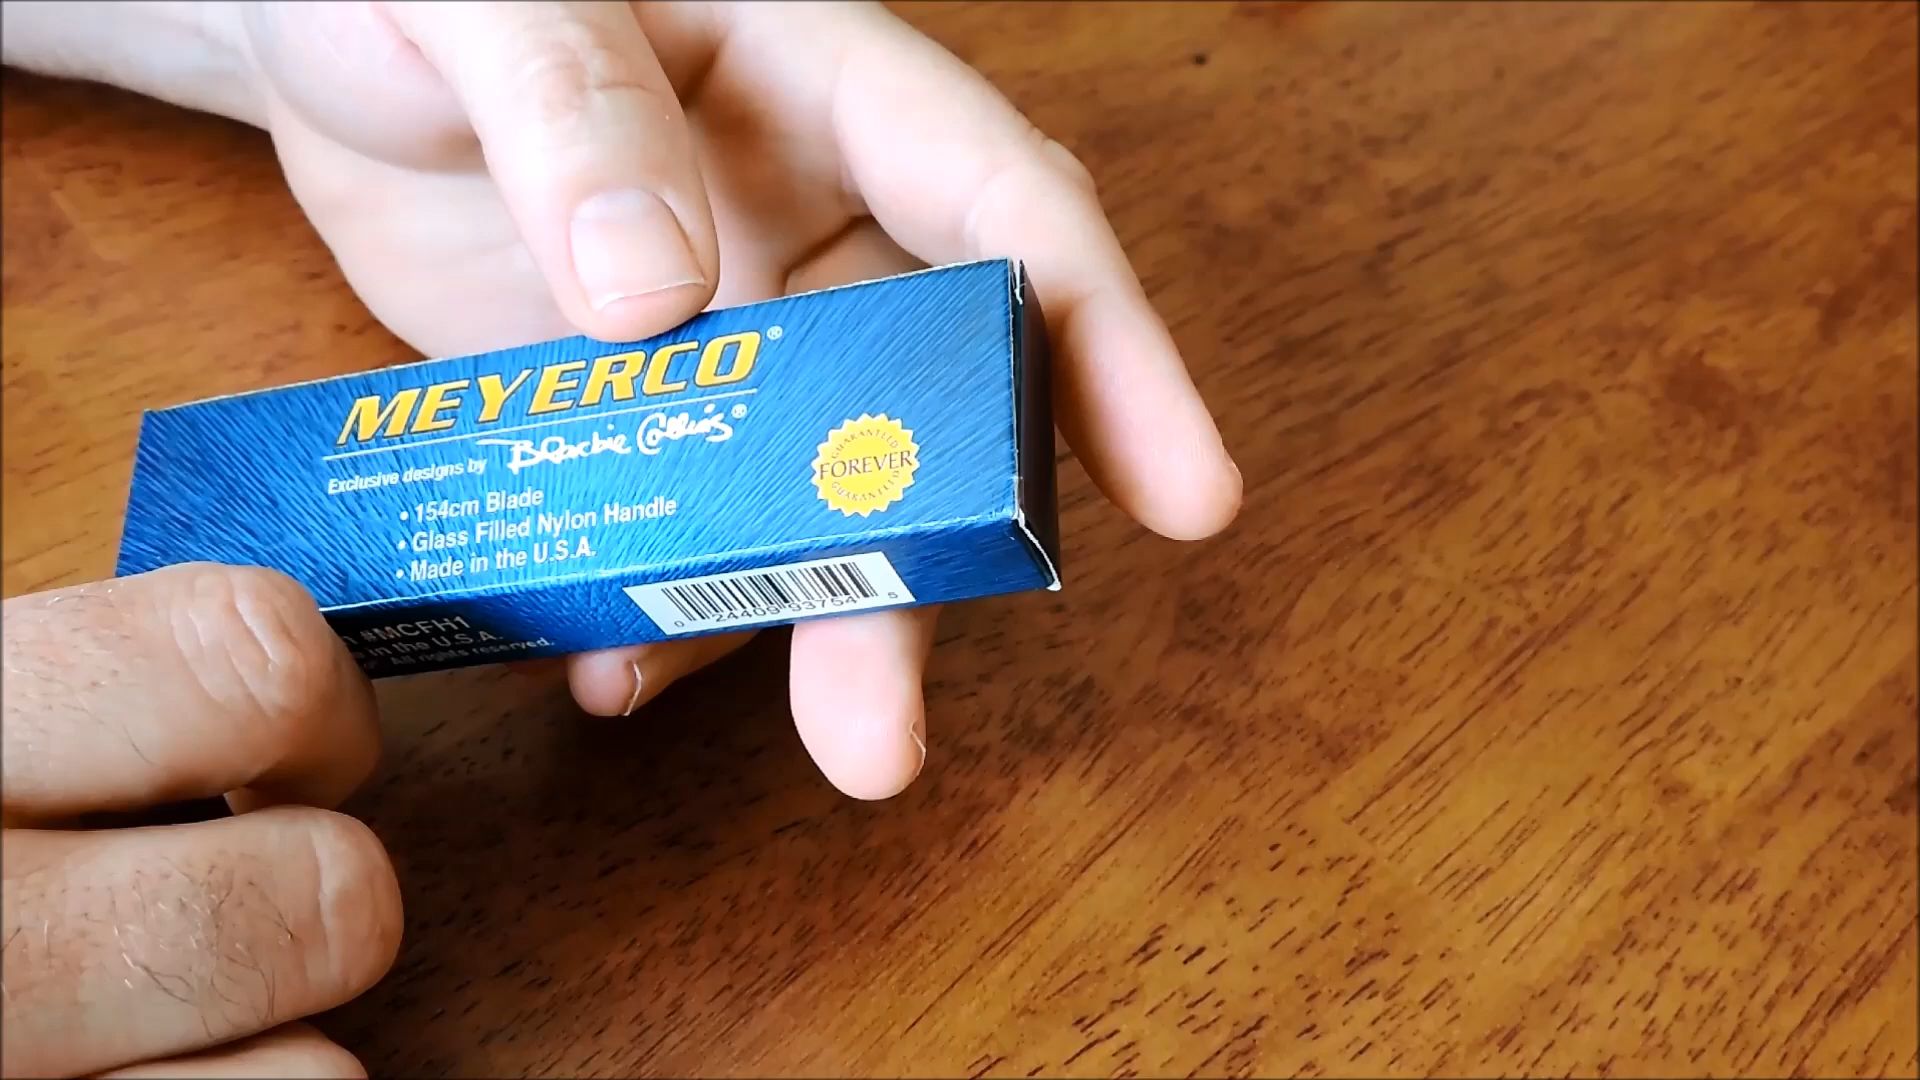 MEYERCO®
Exclusive designs by Blackie Collins®
• 154cm Blade
• Glass Filled Nylon Handle
• Made in the U.S.A.
GUARANTEED
FOREVER
GUARANTEED
#MCFH1
in the U.S.A.
All rights reserved.
0 24409 93754 5